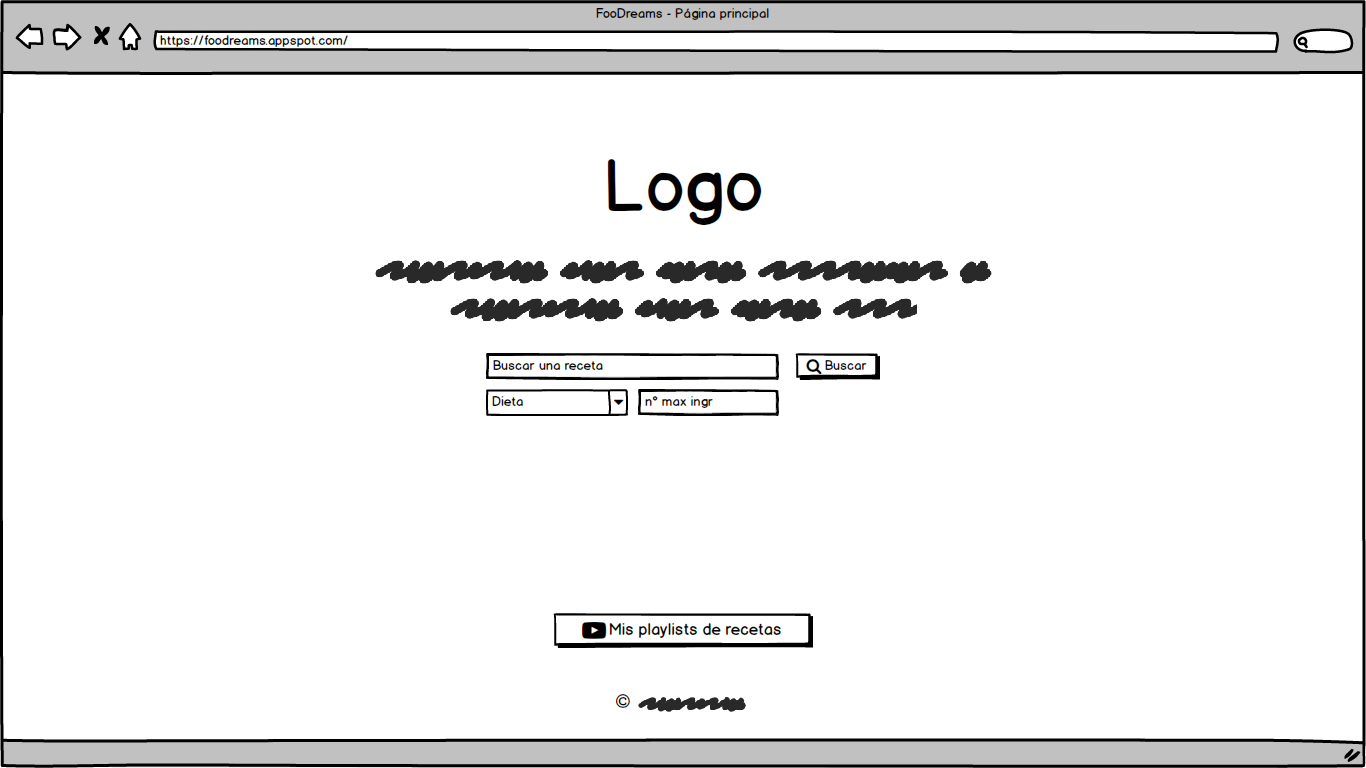 FooDreams - Página principal
https://foodreams.appspot.com/
Logo
Buscar una receta
Buscar
Dieta
n° max ingr
Mis playlists de recetas
©